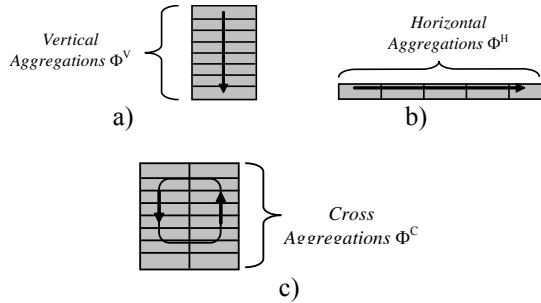 Vertical
Aggregations Φ^V
a)
Horizontal
Aggregations Φ^H
b)
Cross
Aggregations Φ^C
c)